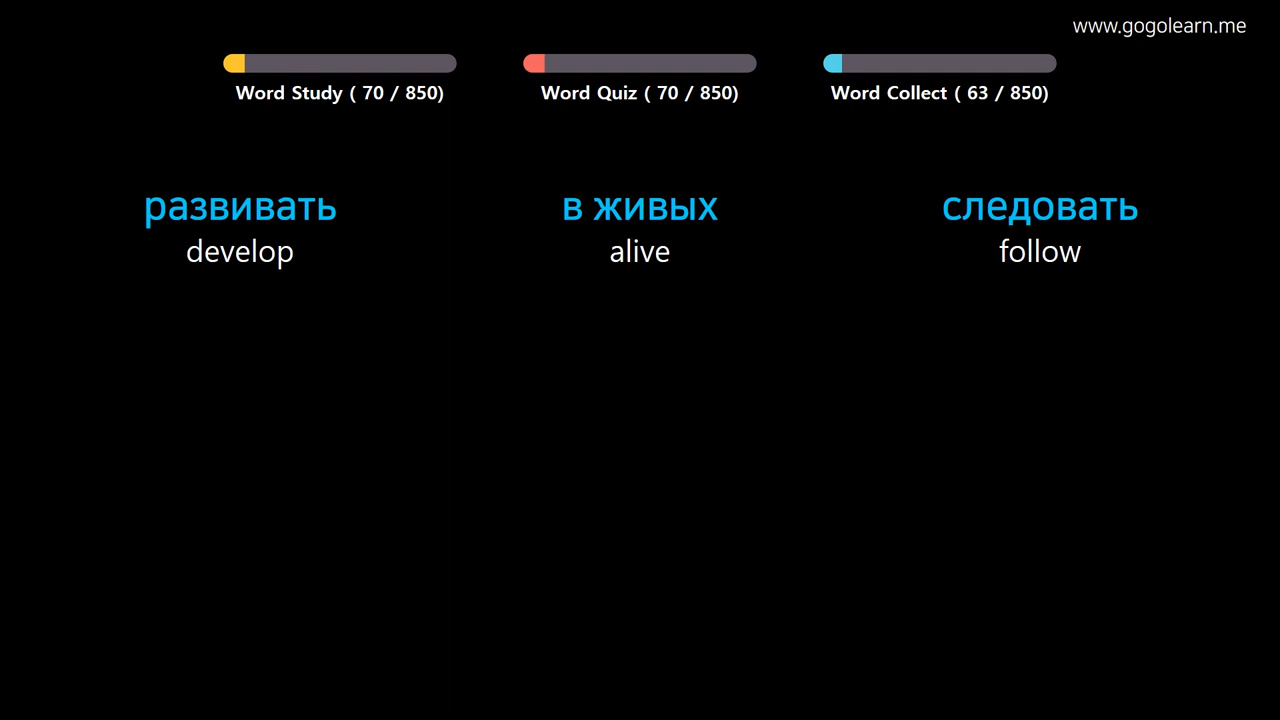 www.gogolearn.me
Word Study ( 70 / 850)
Word Quiz ( 70 / 850)
Word Collect ( 63 / 850)
развивать
develop
в живых
alive
следовать
follow